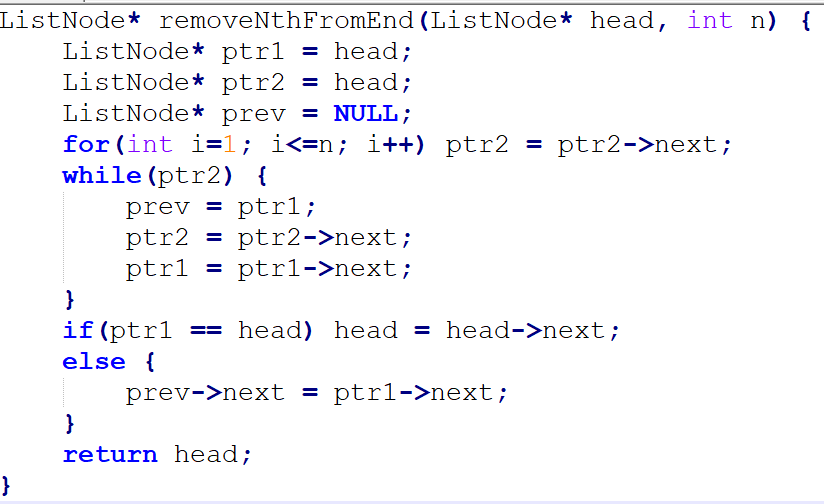 ListNode* removeNthFromEnd(ListNode* head, int n) {
    ListNode* ptr1 = head;
    ListNode* ptr2 = head;
    ListNode* prev = NULL;
    for(int i=1; i<=n; i++) ptr2 = ptr2->next;
    while(ptr2) {
        prev = ptr1;
        ptr2 = ptr2->next;
        ptr1 = ptr1->next;
    }
    if(ptr1 == head) head = head->next;
    else {
        prev->next = ptr1->next;
    }
    return head;
}